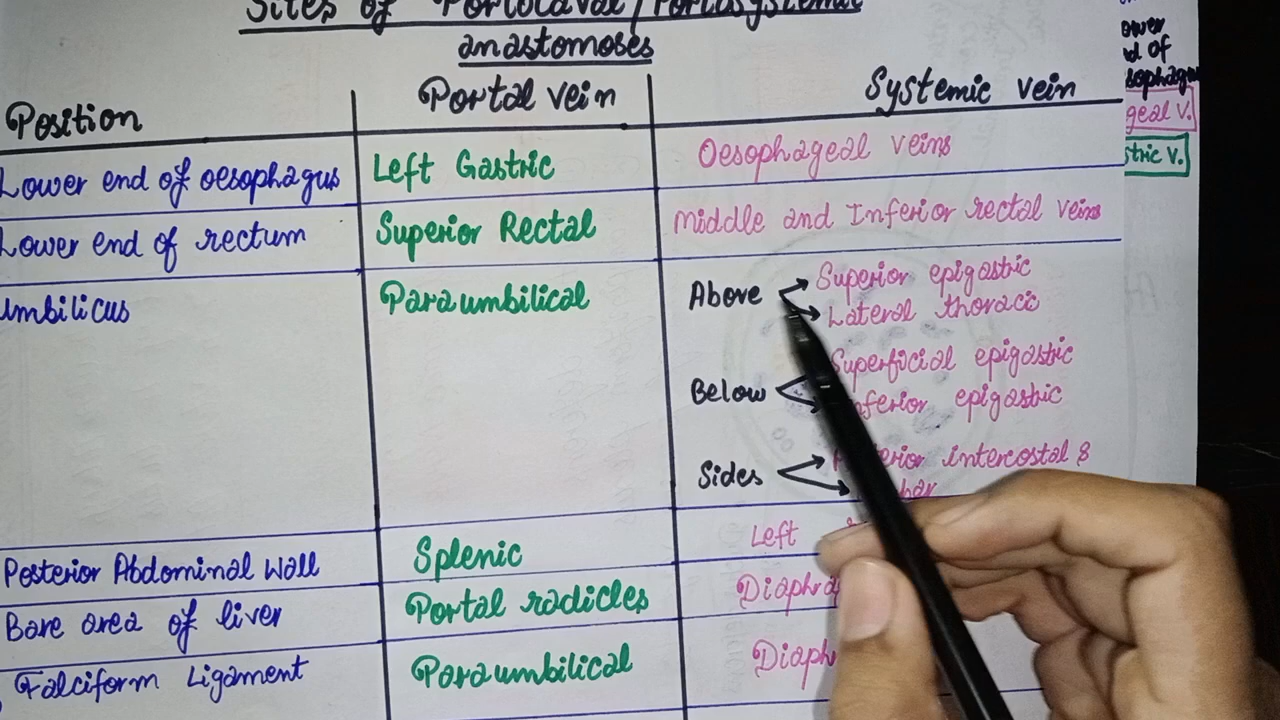 Sites of Portocaval/Portosystemic
anastomoses
Position Portal vein Systemic vein
Lower end of oesophagus Left Gastric Oesophageal veins
Lower end of rectum Superior Rectal Middle and Inferior rectal veins
Umbilicus Paraumbilical Above Superior epigastric
Lateral thoracic
Below Superficial epigastric
Inferior epigastric
Sides intercostal &
Posterior Abdominal Wall Splenic Left
Bare area of liver Portal radicles
Falciform Ligament Paraumbilical